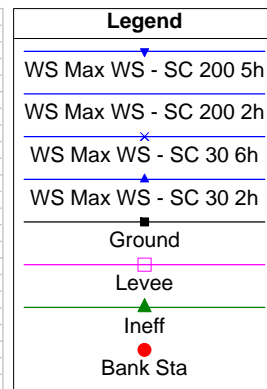 Legend
WS Max WS - SC 200 5h
WS Max WS - SC 200 2h
WS Max WS - SC 30 6h
WS Max WS - SC 30 2h
Ground
Levee
Ineff
Bank Sta